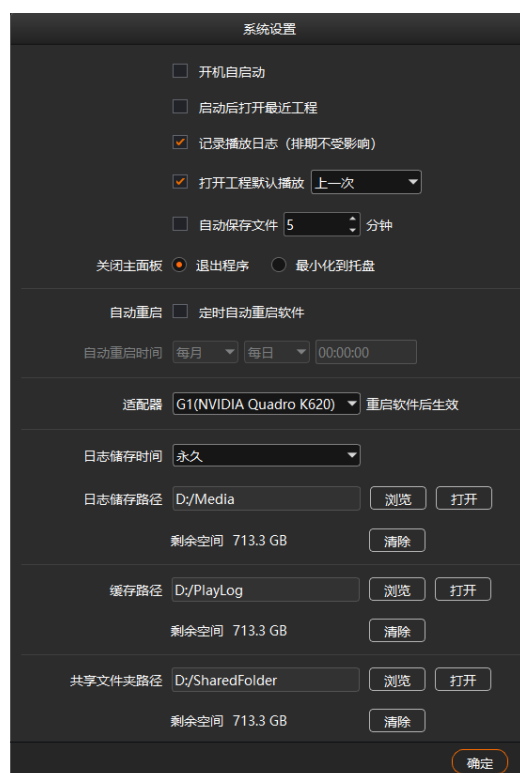 系统设置
开机自启动
启动后打开最近工程
记录播放日志（排期不受影响）
打开工程默认播放 上一次
自动保存文件 5 分钟
关闭主面板 退出程序 最小化到托盘
自动重启 定时自动重启软件
自动重启时间 每月 每日 00:00:00
适配器 G1(NVIDIA Quadro K620) 重启软件后生效
日志储存时间 永久
日志储存路径 D:/Media 浏览 打开
剩余空间 713.3 GB 清除
缓存路径 D:/PlayLog 浏览 打开
剩余空间 713.3 GB 清除
共享文件夹路径 D:/SharedFolder 浏览 打开
剩余空间 713.3 GB 清除
确定